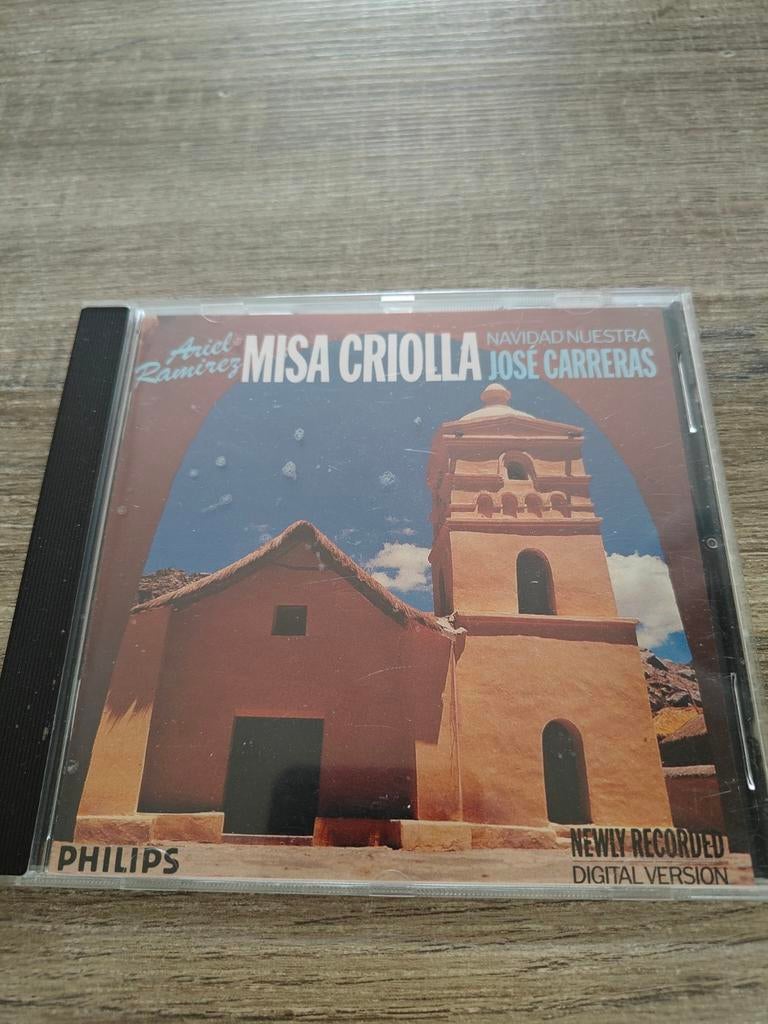 Ariel
Ramirez
MISA CRIOLLA
NAVIDAD NUESTRA
JOSÉ CARRERAS
PHILIPS
NEWLY RECORDED
DIGITAL VERSION